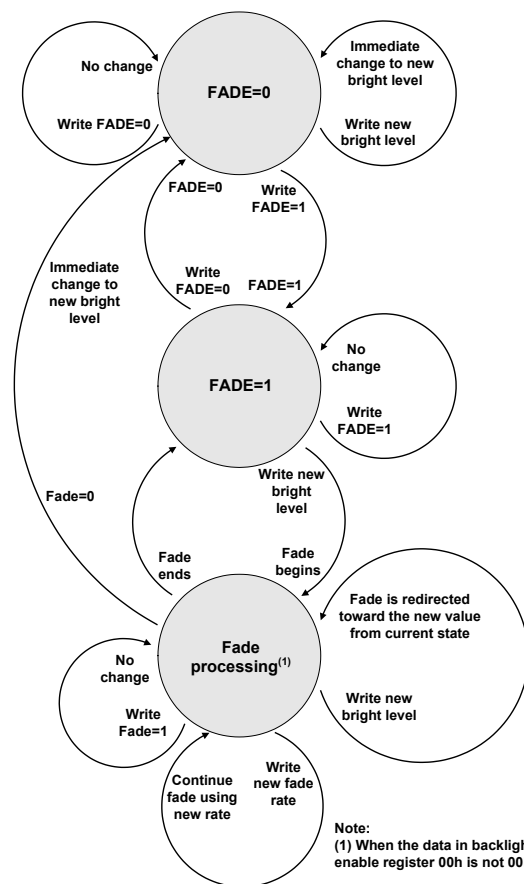 No change
Write FADE=0
FADE=0
Immediate
change to new
bright level
Write new
bright level
FADE=0
Write
FADE=1
Immediate
change to
new bright
level
Write
FADE=0
FADE=1
FADE=1
No
change
Write
FADE=1
Write new
bright
level
Fade=0
Fade
ends
Fade
begins
Fade is redirected
toward the new value
from current state
Fade
processing(1)
No
change
Write
Fade=1
Write new
bright level
Continue
fade using
new rate
Write
new fade
rate
Note:
(1) When the data in backligh
enable register 00h is not 00